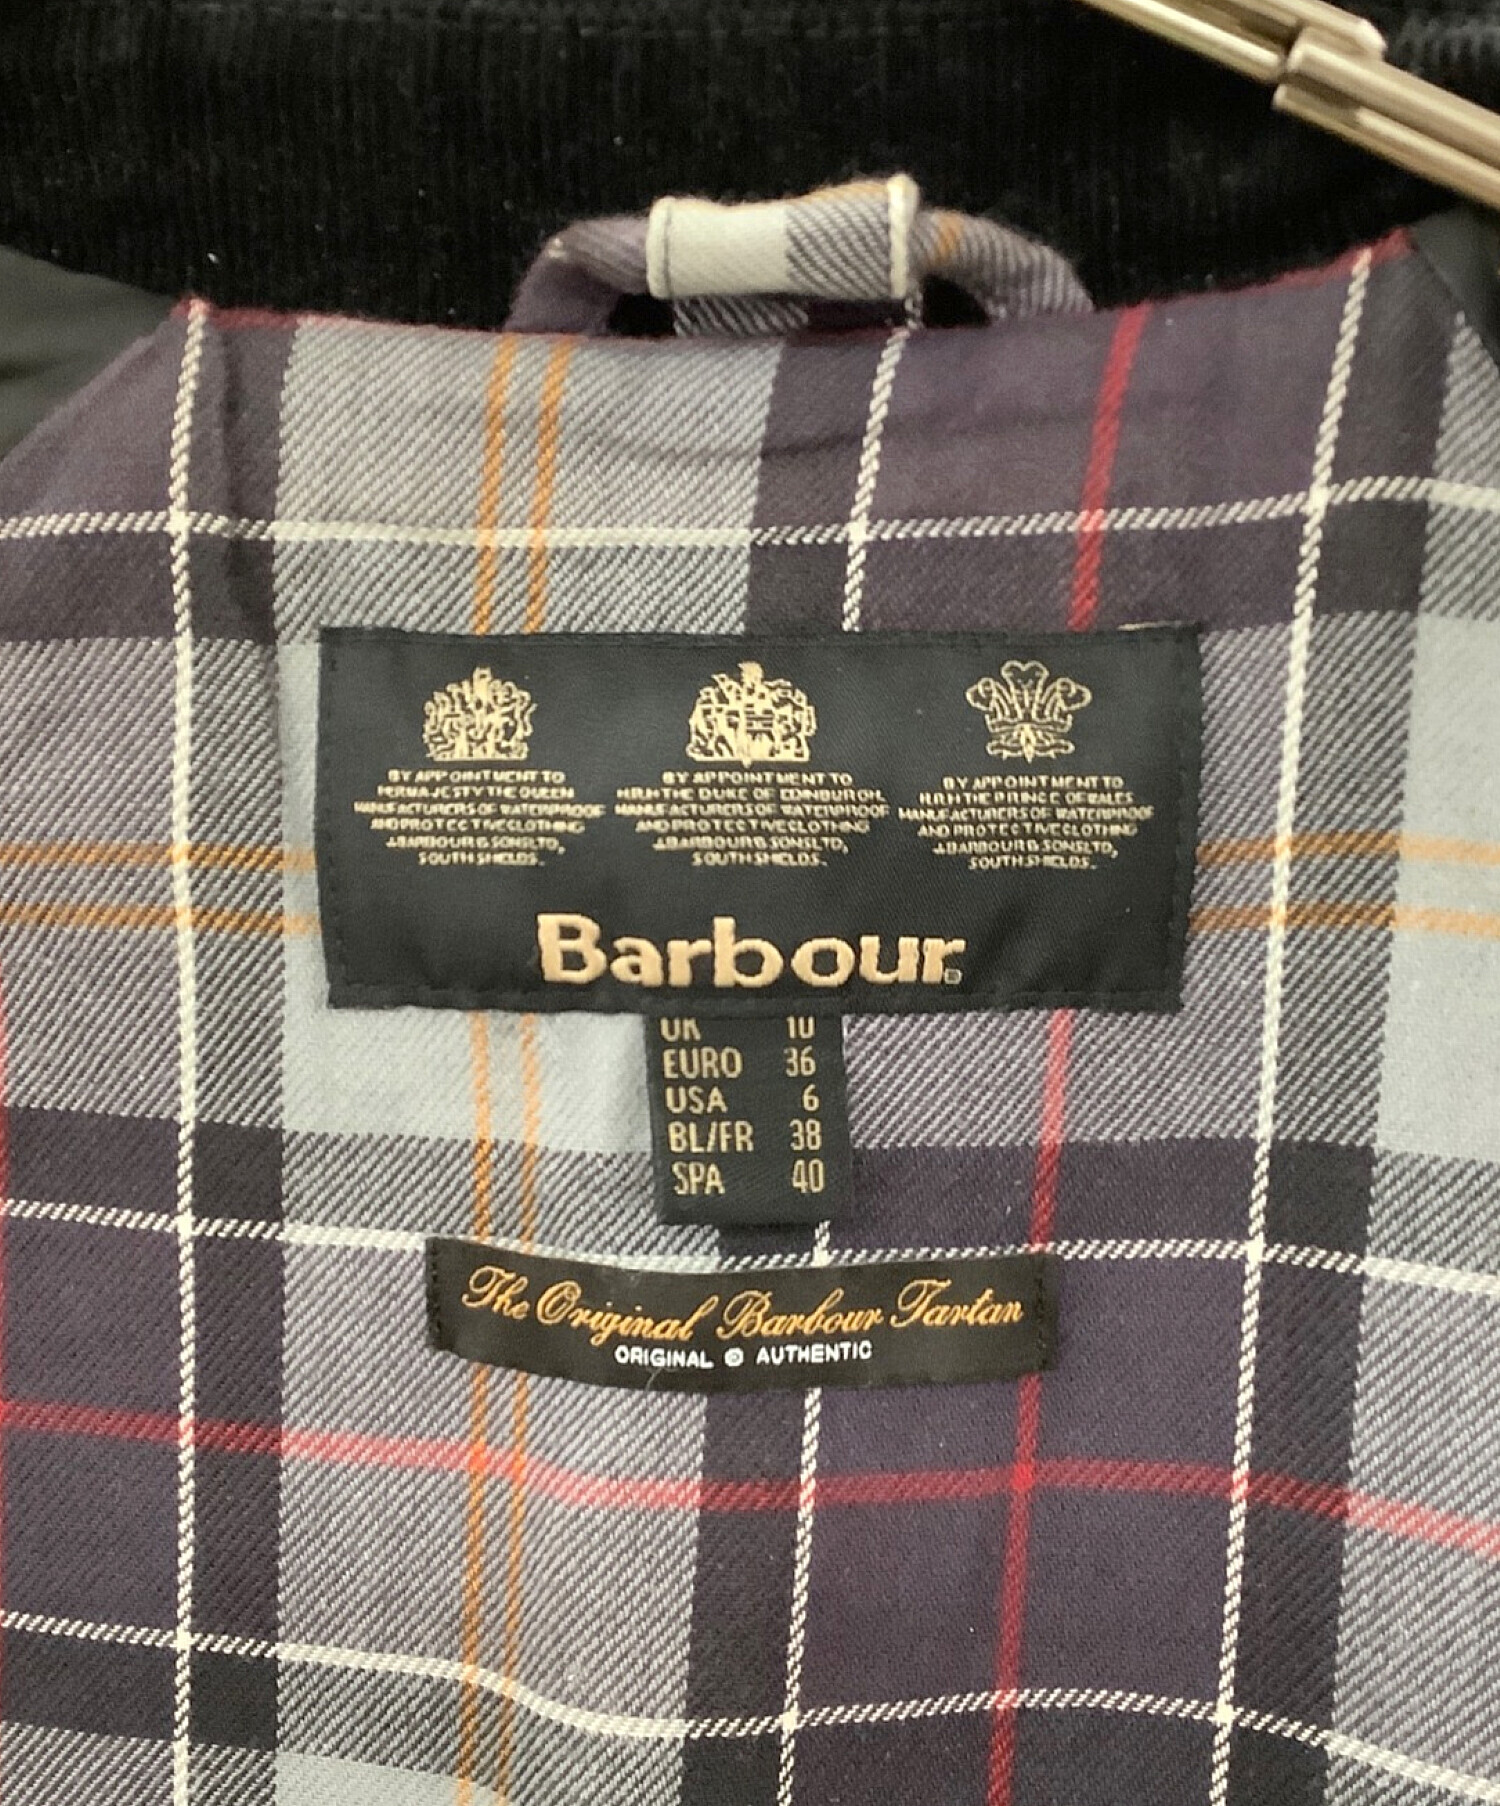 BY APPOINTMENT TO
HER MAJESTY THE QUEEN
MANUFACTURERS OF WATERPROOF
AND PROTECTIVE CLOTHING
J.BARBOUR & SONS LTD,
SOUTH SHIELDS.
BY APPOINTMENT TO
H.R.H THE DUKE OF EDINBURGH,
MANUFACTURERS OF WATERPROOF
AND PROTECTIVE CLOTHING
J.BARBOUR & SONS LTD,
SOUTH SHIELDS.
BY APPOINTMENT TO
H.R.H THE PRINCE OF WALES
MANUFACTURERS OF WATERPROOF
AND PROTECTIVE CLOTHING
J.BARBOUR & SONS LTD,
SOUTH SHIELDS.
Barbour®
UK 10
EURO 36
USA 6
BL/FR 38
SPA 40
The Original Barbour Tartan
ORIGINAL @ AUTHENTIC